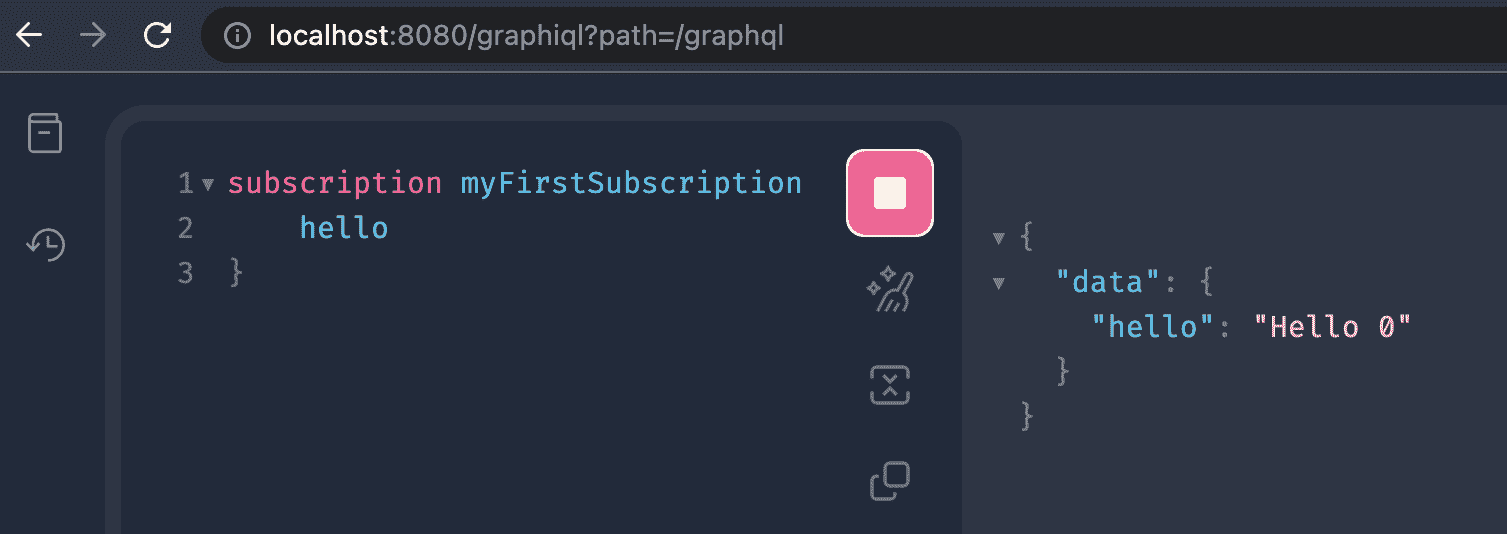 localhost:8080/graphiql?path=/graphql
1 subscription myFirstSubscription
2 hello
3 }
{
"data": {
"hello": "Hello 0"
}
}